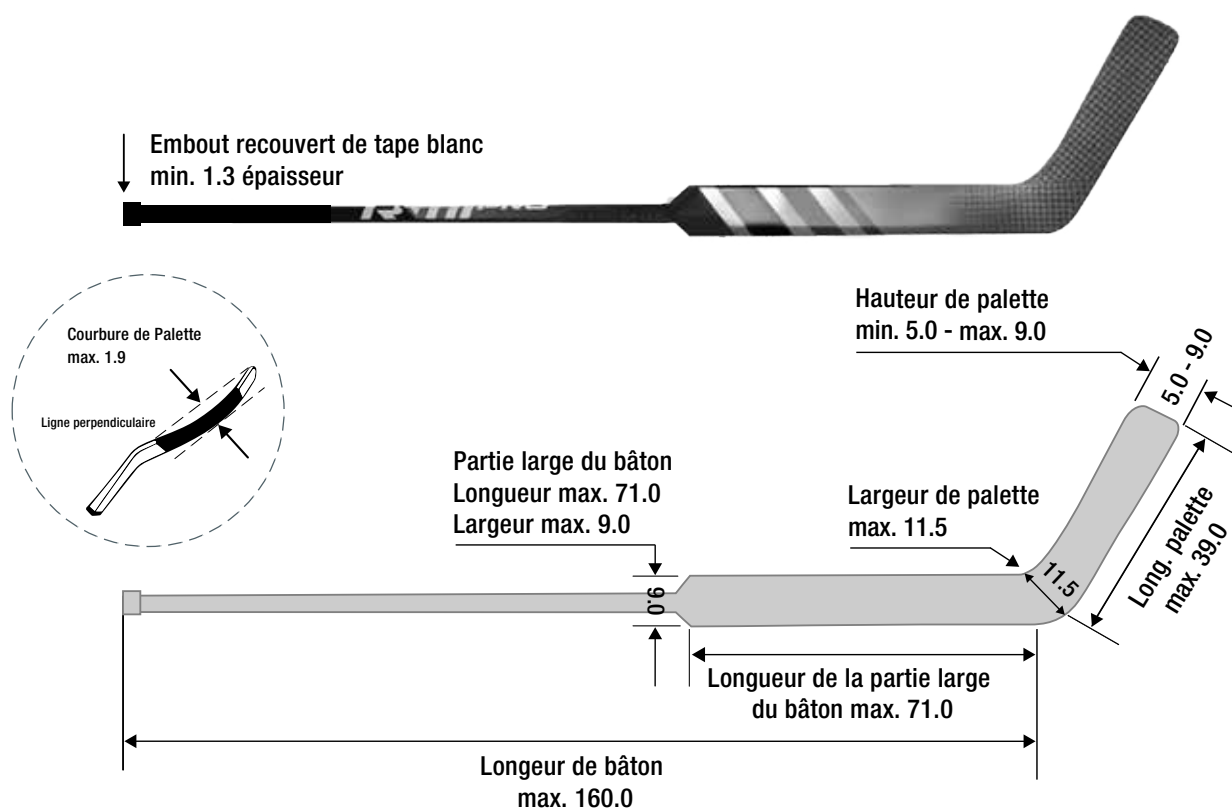 Embout recouvert de tape blanc
min. 1.3 épaisseur
Hauteur de palette
min. 5.0 - max. 9.0
5.0 - 9.0
Courbure de Palette
max. 1.9
Ligne perpendiculaire
Partie large du bâton
Longueur max. 71.0
Largeur max. 9.0
Largeur de palette
max. 11.5
11.5
Long. palette
max. 39.0
9.0
Longueur de la partie large
du bâton max. 71.0
Longeur de bâton
max. 160.0